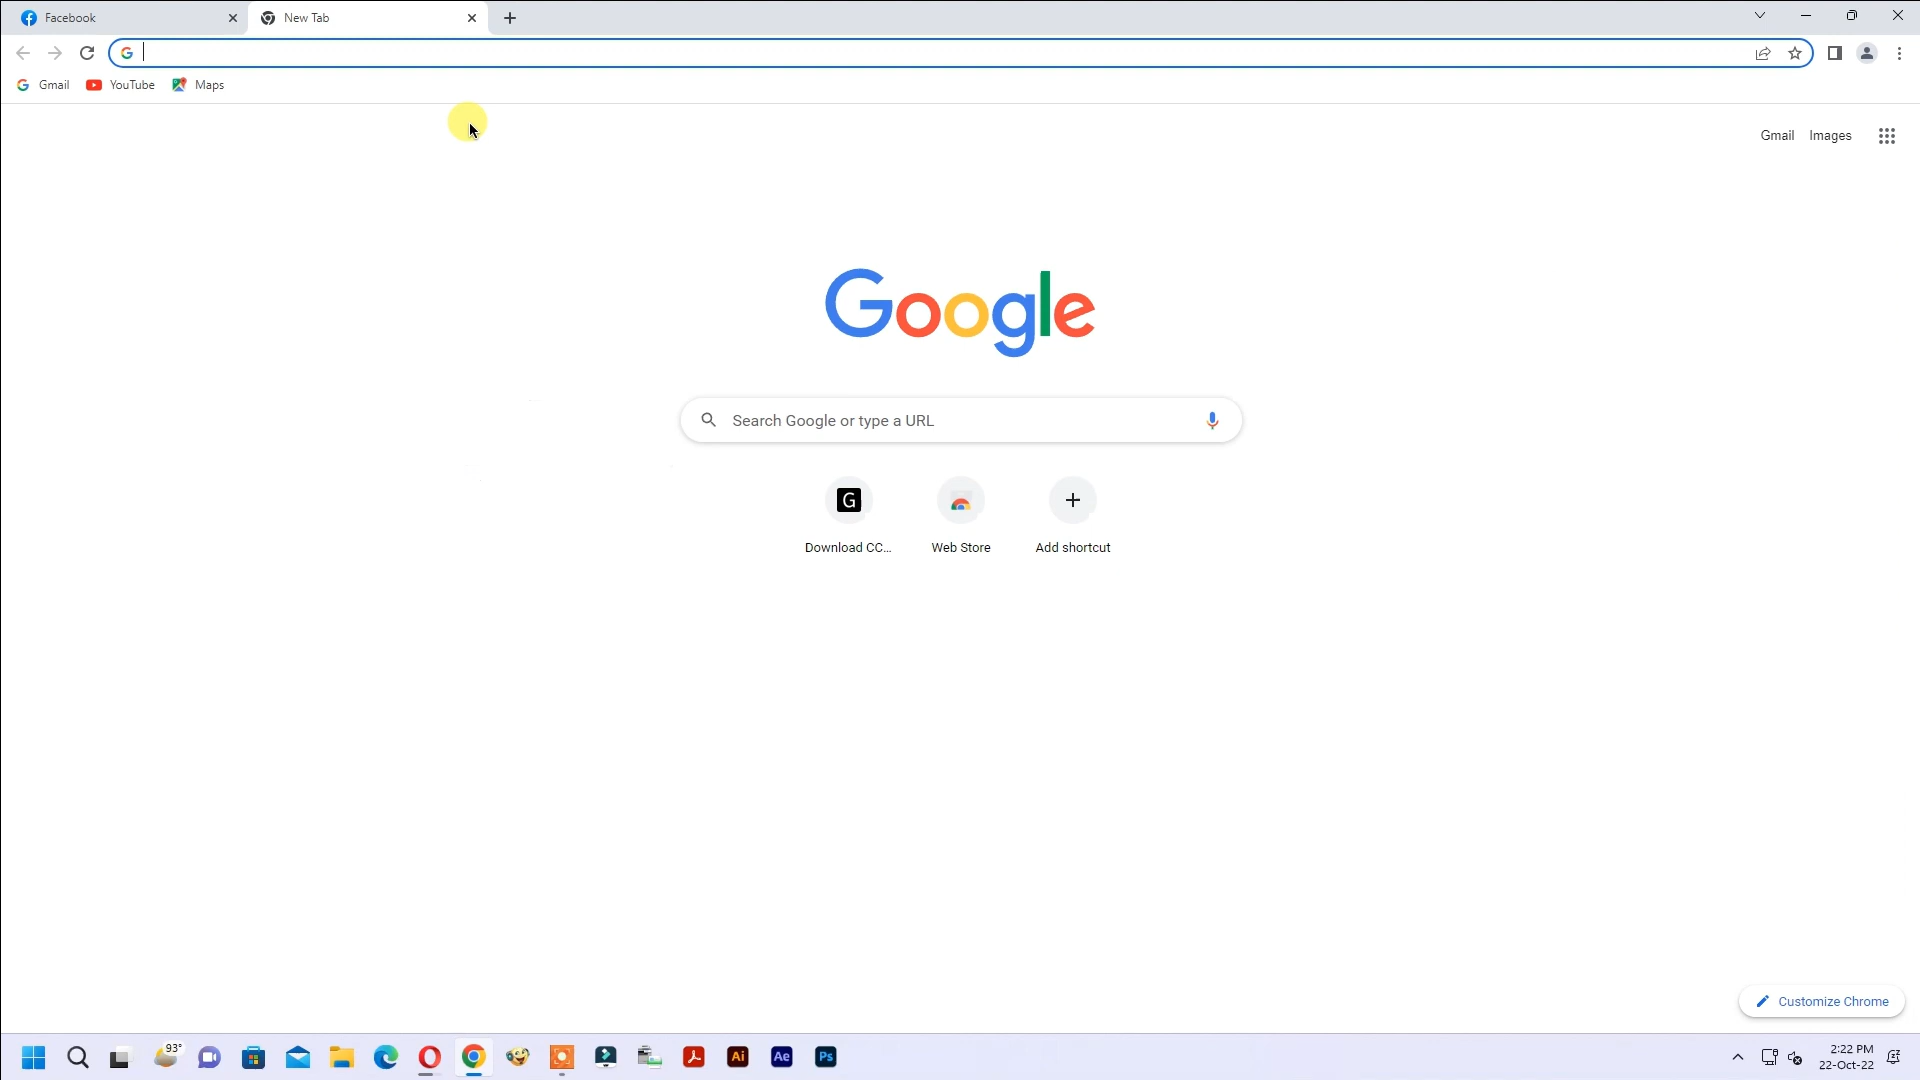 Facebook
New Tab
Gmail
YouTube
Maps
Gmail Images
Google
Search Google or type a URL
G
Download CC...
Web Store
Add shortcut
Customize Chrome
93°
Ai
Ae
Ps
2:22 PM
22-Oct-22